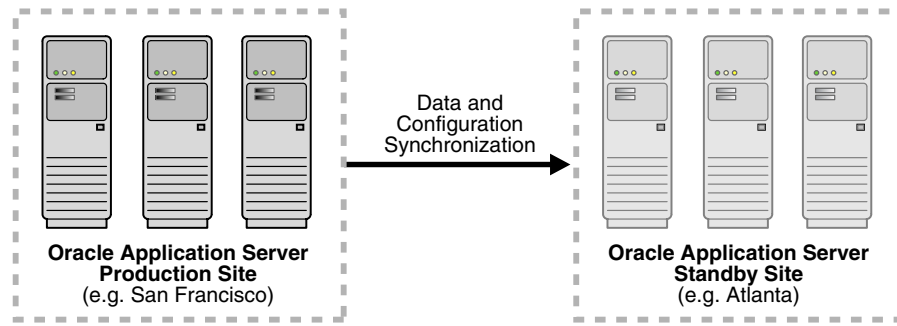 Data and
Configuration
Synchronization
Oracle Application Server
Production Site
(e.g. San Francisco)
Oracle Application Server
Standby Site
(e.g. Atlanta)